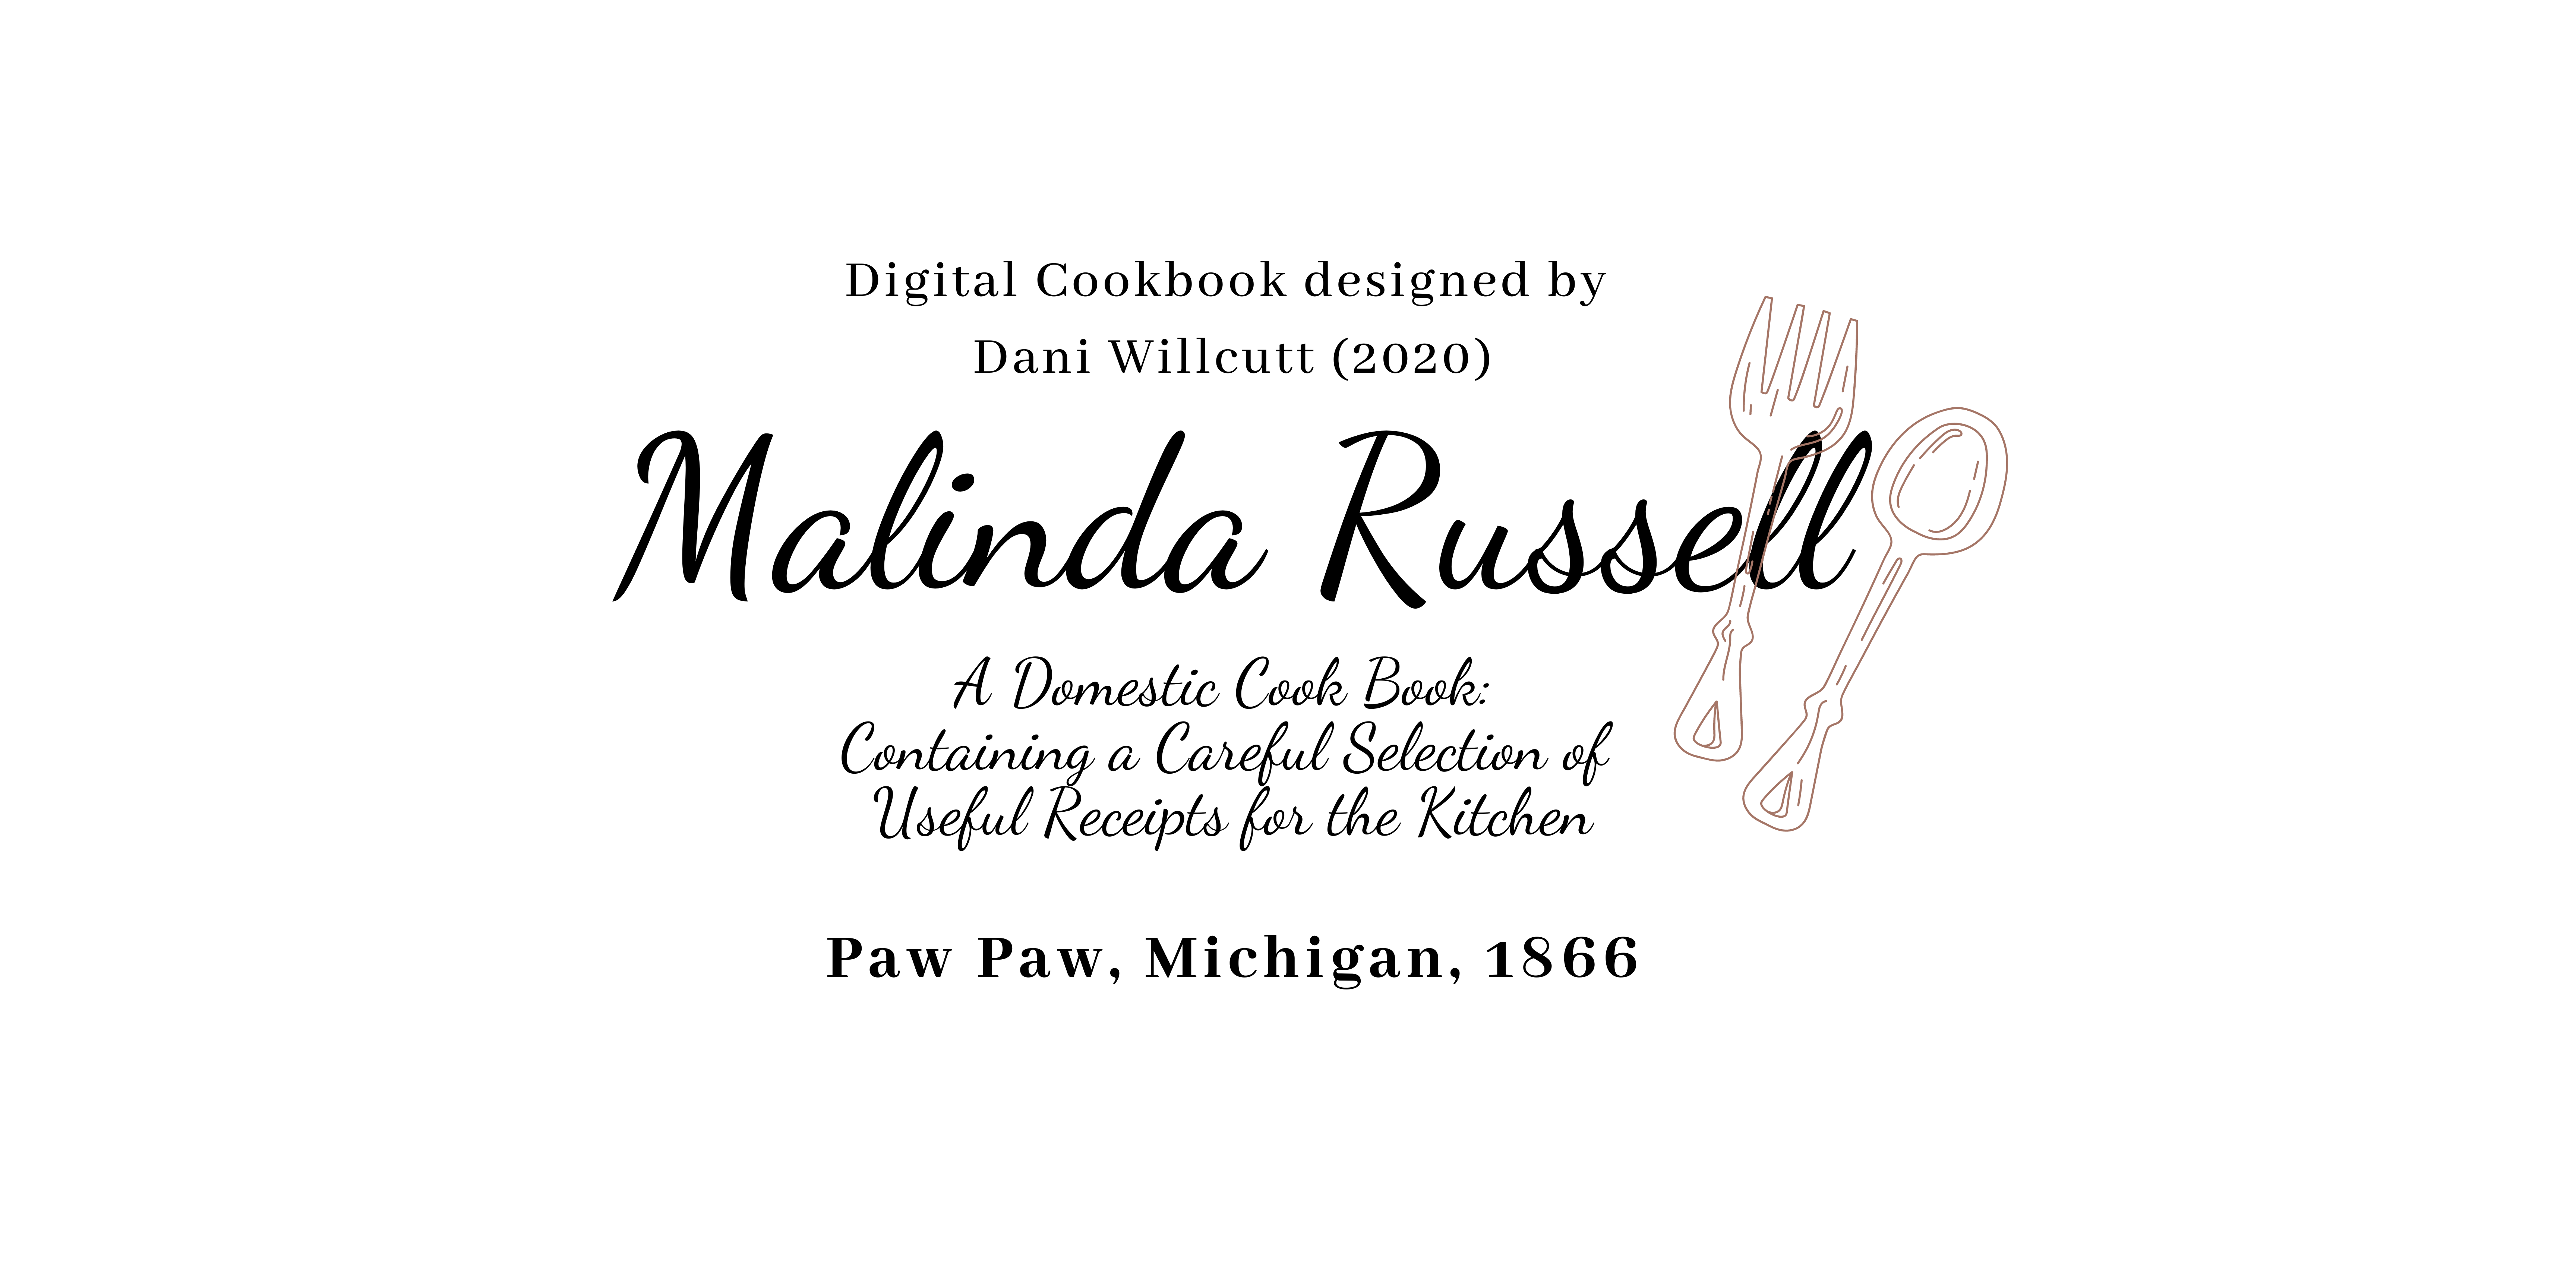 Digital Cookbook designed by
Dani Willcutt (2020)
Malinda Russell
A Domestic Cook Book:
Containing a Careful Selection of
Useful Receipts for the Kitchen
Paw Paw, Michigan, 1866